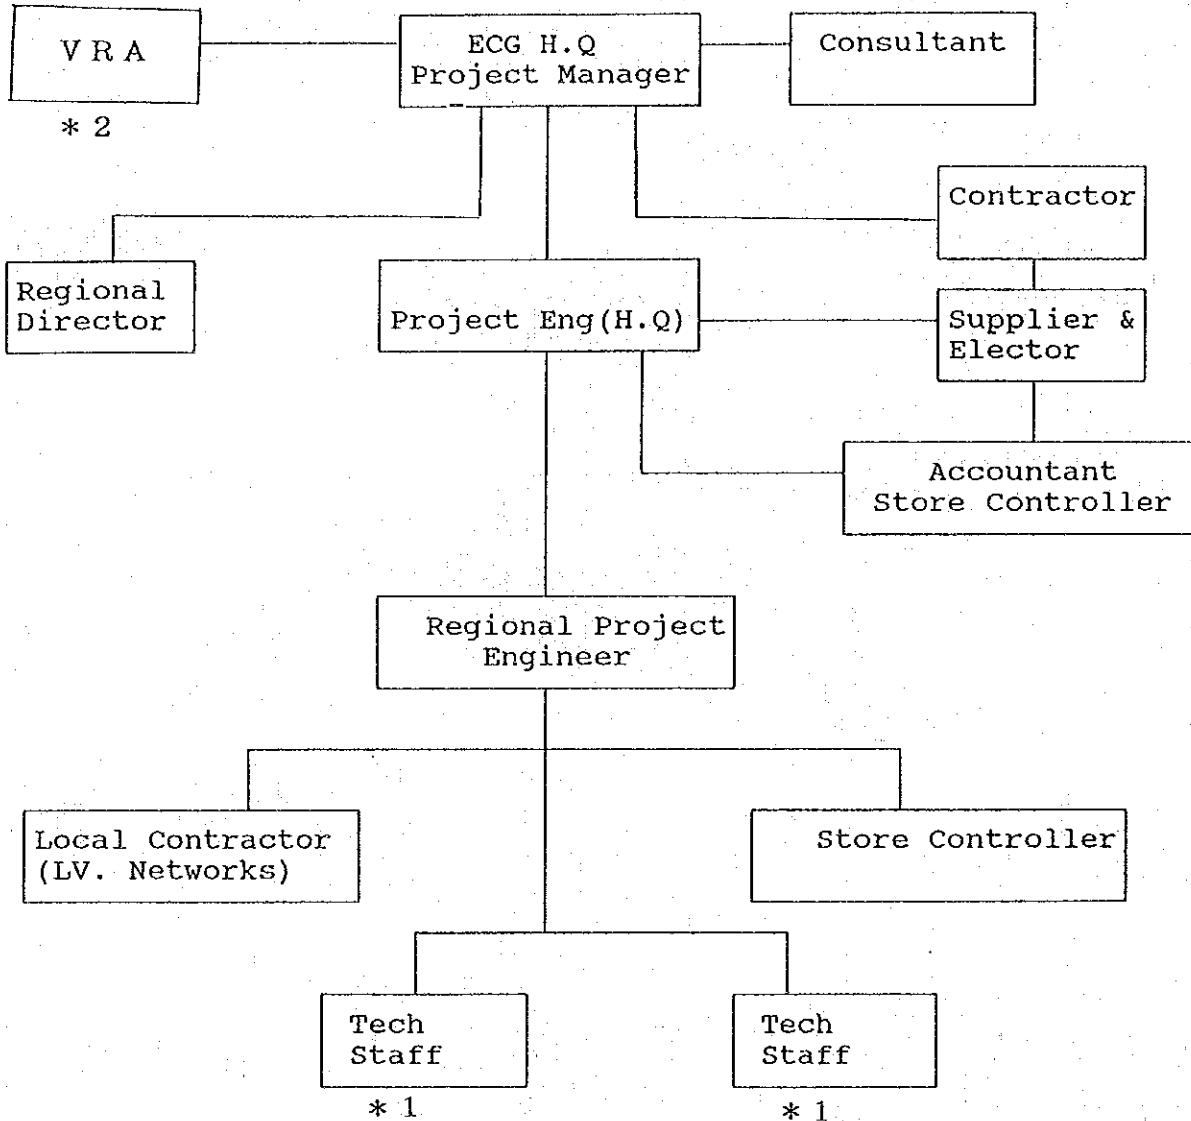 V R A
ECG H.Q
Project Manager
Consultant
* 2
Contractor
Regional
Director
Project Eng(H.Q)
Supplier &
Elector
Accountant
Store Controller
Regional Project
Engineer
Local Contractor
(LV. Networks)
Store Controller
Tech
Staff
Tech
Staff
* 1
* 1